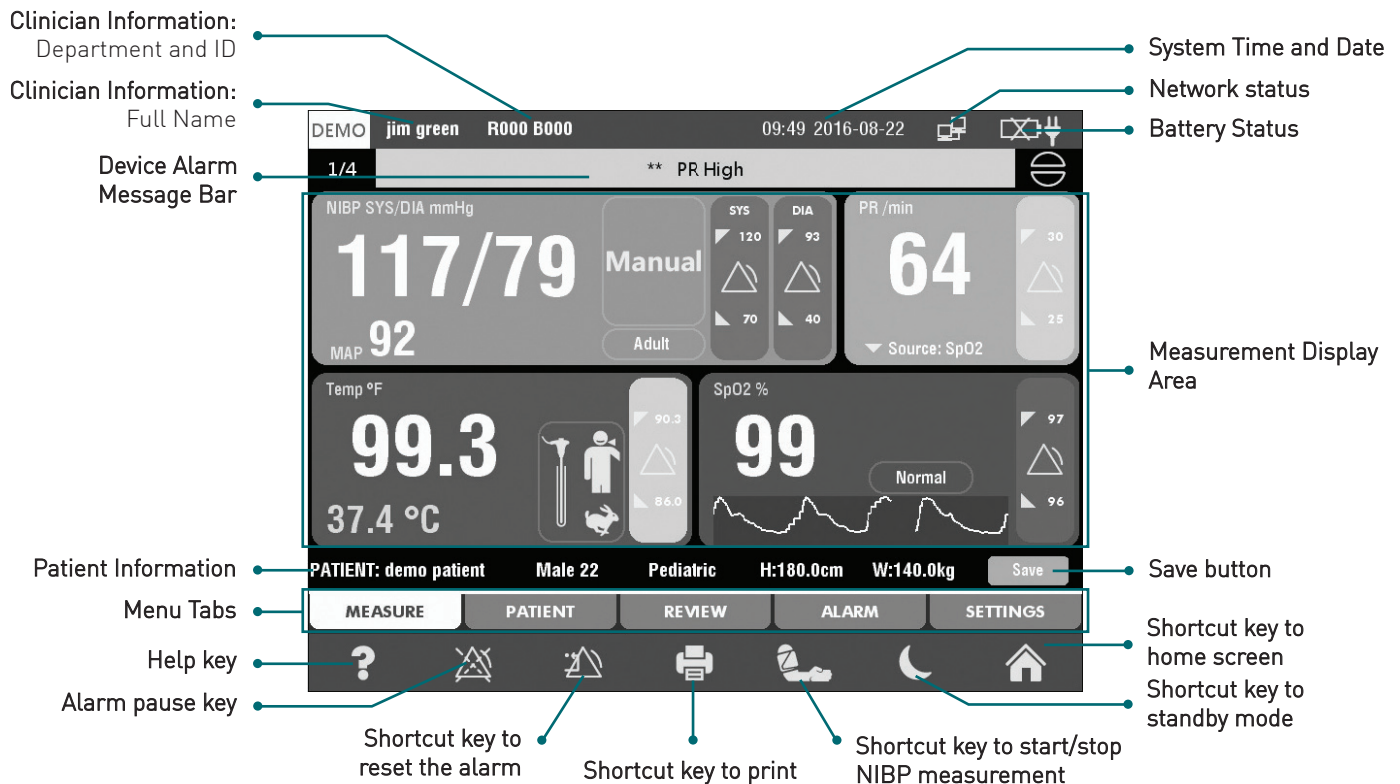 Clinician Information:
Department and ID
Clinician Information:
Full Name
Device Alarm
Message Bar
System Time and Date
Network status
Battery Status
DEMO jim green R000 B000 09:49 2016-08-22
1/4 ** PR High
NIBP SYS/DIA mmHg
117/79
MAP 92
Manual
Adult
SYS
120
70
DIA
93
40
PR /min
64
Source: SpO2
30
25
Temp °F
99.3
37.4 °C
90.3
86.0
SpO2 %
99
Normal
97
96
Measurement Display
Area
Patient Information
PATIENT: demo patient Male 22 Pediatric H:180.0cm W:140.0kg Save
Save button
Menu Tabs
MEASURE PATIENT REVIEW ALARM SETTINGS
Help key
?
Alarm pause key
Shortcut key to
reset the alarm
Shortcut key to print
Shortcut key to start/stop
NIBP measurement
Shortcut key to
home screen
Shortcut key to
standby mode